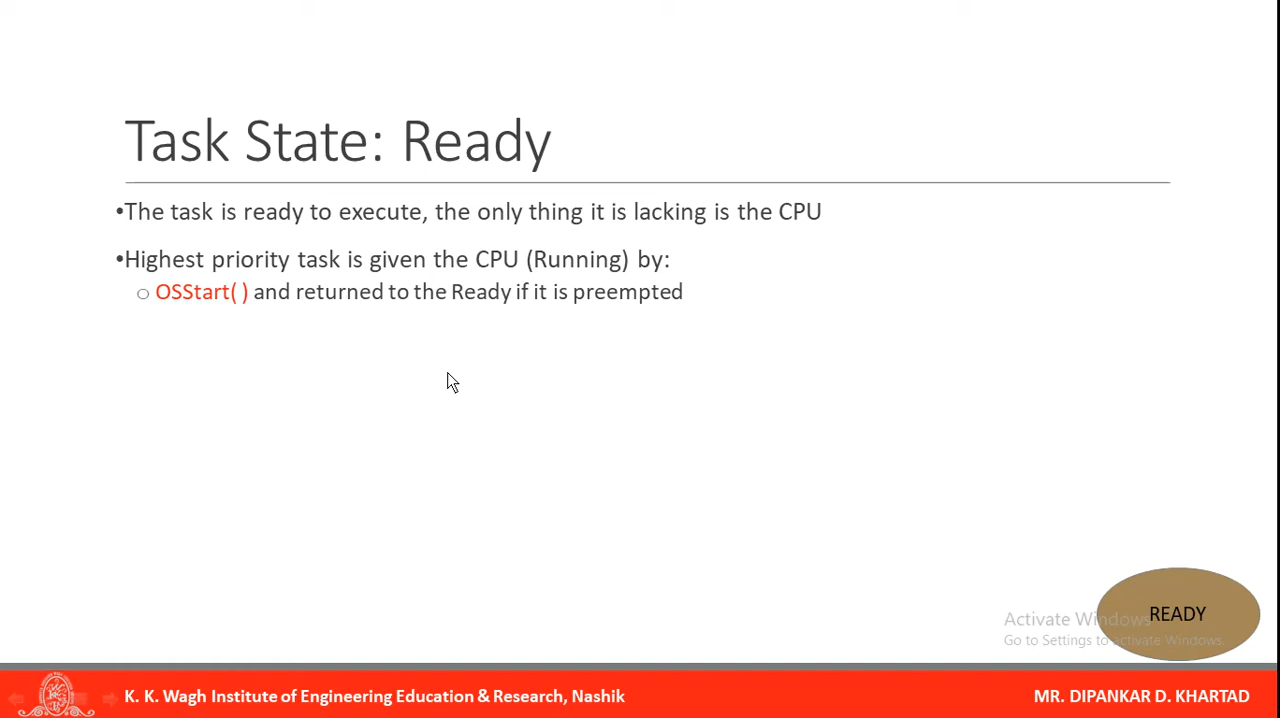 Task State: Ready
•The task is ready to execute, the only thing it is lacking is the CPU
•Highest priority task is given the CPU (Running) by:
○ OSStart( ) and returned to the Ready if it is preempted
READY
Activate Windows
Go to Settings to activate Windows.
K. K. Wagh Institute of Engineering Education & Research, Nashik
MR. DIPANKAR D. KHARTAD